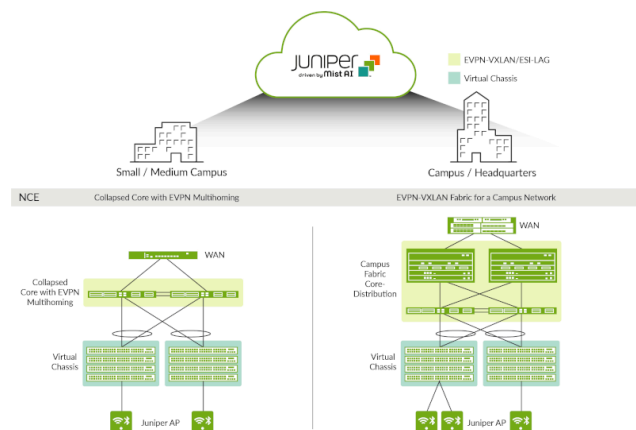 JUNIPER
driven by Mist AI
EVPN-VXLAN/ESI-LAG
Virtual Chassis
Small / Medium Campus
Campus / Headquarters
NCE
Collapsed Core with EVPN Multihoming
EVPN-VXLAN Fabric for a Campus Network
WAN
Collapsed
Core with EVPN
Multihoming
Virtual
Chassis
Juniper AP
WAN
Campus
Fabric
Core-
Distribution
Virtual
Chassis
Juniper AP